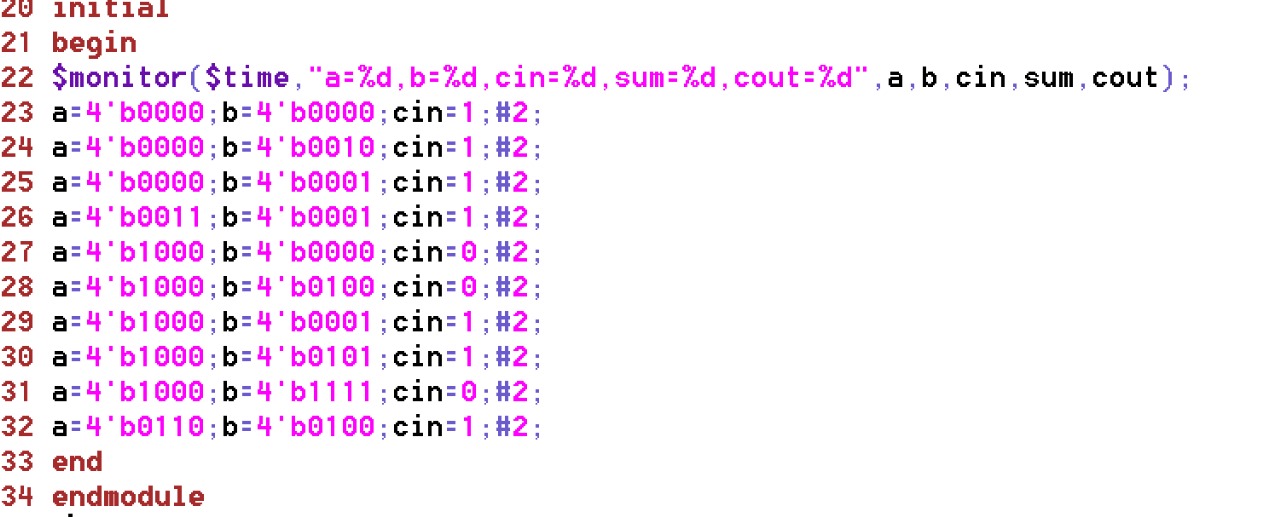 20 initial
21 begin
22 $monitor($time,"a=%d,b=%d,cin=%d,sum=%d,cout=%d",a,b,cin,sum,cout);
23 a=4'b0000;b=4'b0000;cin=1;#2;
24 a=4'b0000;b=4'b0010;cin=1;#2;
25 a=4'b0000;b=4'b0001;cin=1;#2;
26 a=4'b0011;b=4'b0001;cin=1;#2;
27 a=4'b1000;b=4'b0000;cin=0;#2;
28 a=4'b1000;b=4'b0100;cin=0;#2;
29 a=4'b1000;b=4'b0001;cin=1;#2;
30 a=4'b1000;b=4'b0101;cin=1;#2;
31 a=4'b1000;b=4'b1111;cin=0;#2;
32 a=4'b0110;b=4'b0100;cin=1;#2;
33 end
34 endmodule